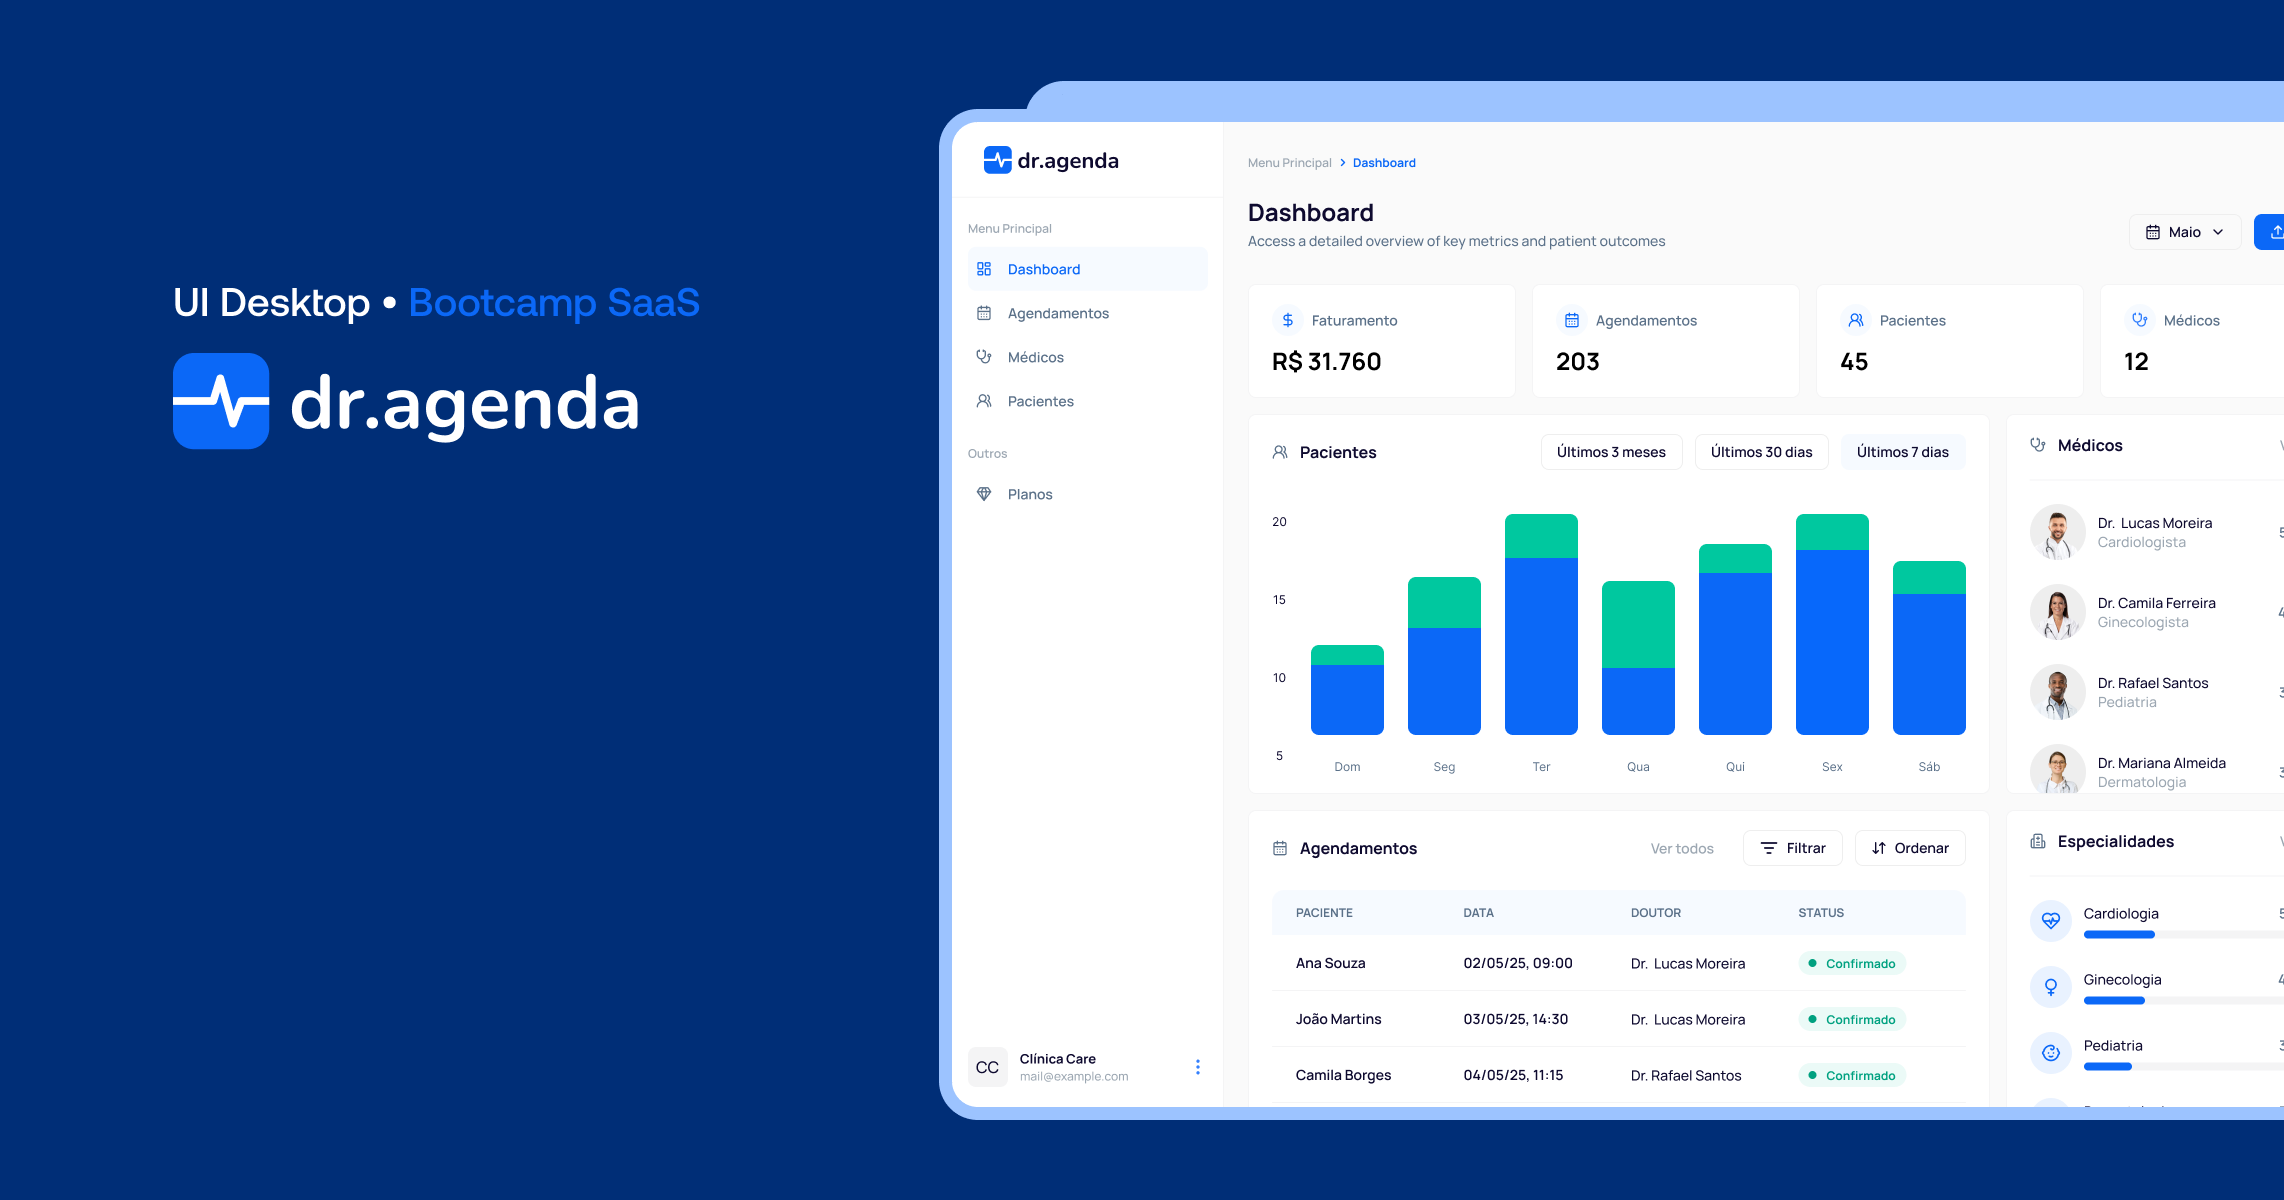 UI Desktop • Bootcamp SaaS
dr.agenda
dr.agenda
Menu Principal
Dashboard
Agendamentos
Médicos
Pacientes
Outros
Planos
CC
Clínica Care
mail@example.com
Menu Principal > Dashboard
Dashboard
Access a detailed overview of key metrics and patient outcomes
Maio
Faturamento
R$ 31.760
Agendamentos
203
Pacientes
45
Médicos
12
Pacientes
Últimos 3 meses
Últimos 30 dias
Últimos 7 dias
20
15
10
5
Dom Seg Ter Qua Qui Sex Sáb
Médicos
Dr. Lucas Moreira
Cardiologista
Dr. Camila Ferreira
Ginecologista
Dr. Rafael Santos
Pediatria
Dr. Mariana Almeida
Dermatologia
Agendamentos
Ver todos
Filtrar
Ordenar
PACIENTE DATA DOUTOR STATUS
Ana Souza 02/05/25, 09:00 Dr. Lucas Moreira Confirmado
João Martins 03/05/25, 14:30 Dr. Lucas Moreira Confirmado
Camila Borges 04/05/25, 11:15 Dr. Rafael Santos Confirmado
Especialidades
Cardiologia
Ginecologia
Pediatria